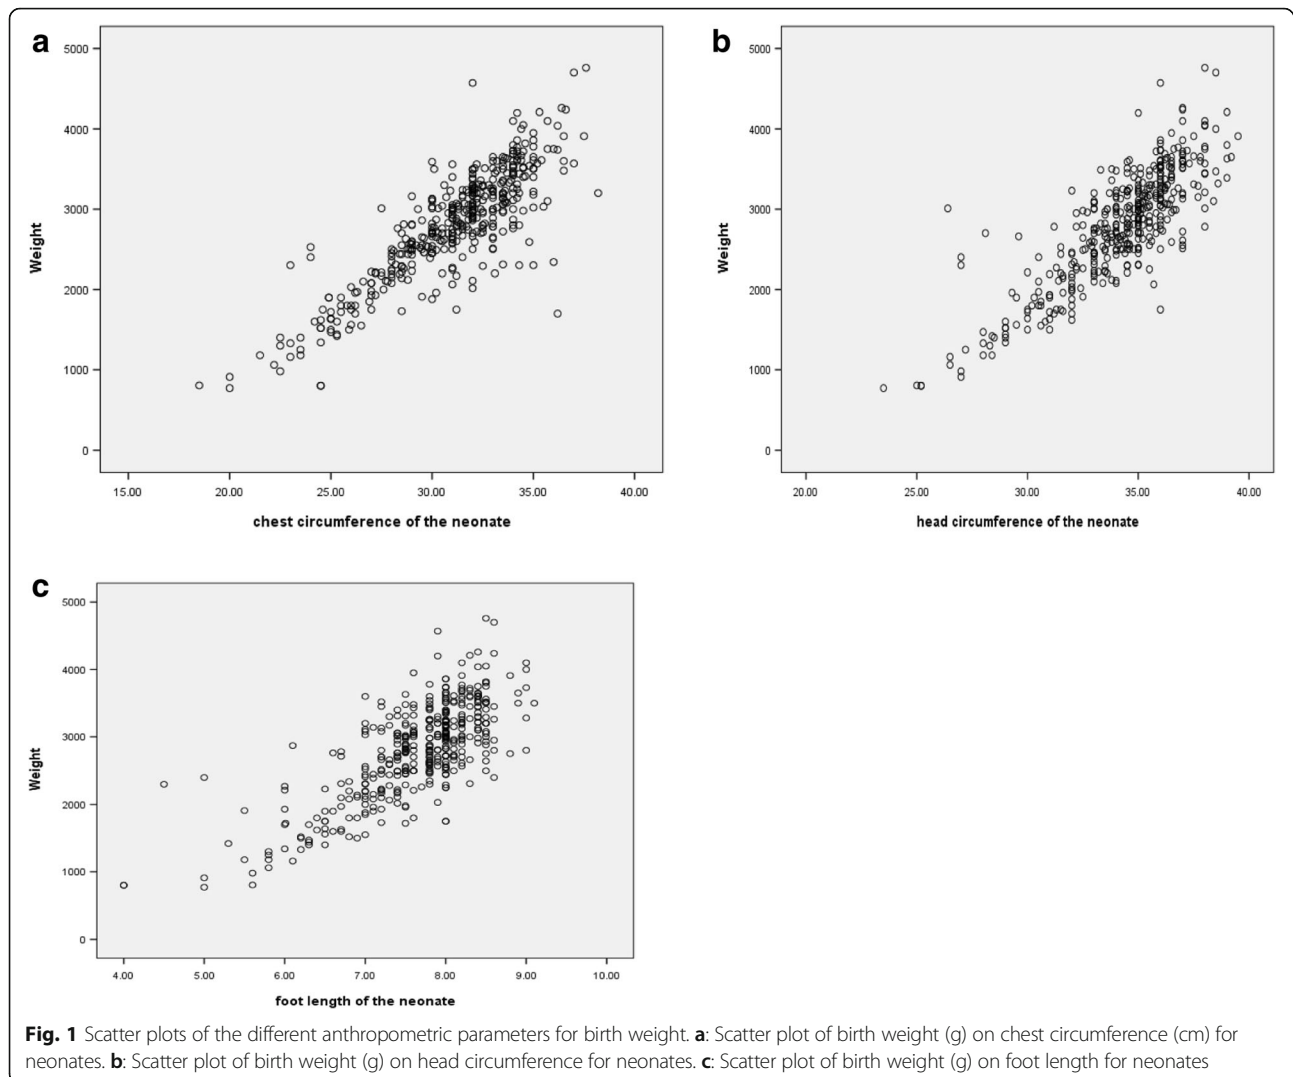 a
5000
4000
3000
2000
1000
0
Weight
15.00 20.00 25.00 30.00 35.00 40.00
chest circumference of the neonate
b
5000
4000
3000
2000
1000
0
Weight
20.00 25.00 30.00 35.00 40.00
head circumference of the neonate
c
5000
4000
3000
2000
1000
0
Weight
4.00 5.00 6.00 7.00 8.00 9.00 10.00
foot length of the neonate
Fig. 1 Scatter plots of the different anthropometric parameters for birth weight. a: Scatter plot of birth weight (g) on chest circumference (cm) for
neonates. b: Scatter plot of birth weight (g) on head circumference for neonates. c: Scatter plot of birth weight (g) on foot length for neonates